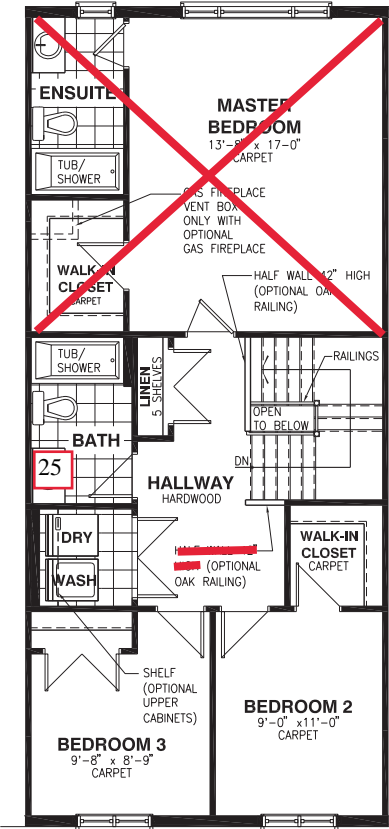 ENSUITE
MASTER
BEDROOM
13'-8" x 17-0"
CARPET
TUB/
SHOWER
GAS FIREPLACE
VENT BOX
ONLY WITH
OPTIONAL
GAS FIREPLACE
WALK-IN
CLOSET
CARPET
HALF WALL 42" HIGH
(OPTIONAL OAK
RAILING)
TUB/
SHOWER
LINEN
5 SHELVES
RAILINGS
OPEN
TO BELOW
BATH
25
DN
HALLWAY
HARDWOOD
DRY
WASH
(OPTIONAL
OAK RAILING)
WALK-IN
CLOSET
CARPET
SHELF
(OPTIONAL
UPPER
CABINETS)
BEDROOM 2
9'-0" x11'-0"
CARPET
BEDROOM 3
9'-8" x 8'-9"
CARPET